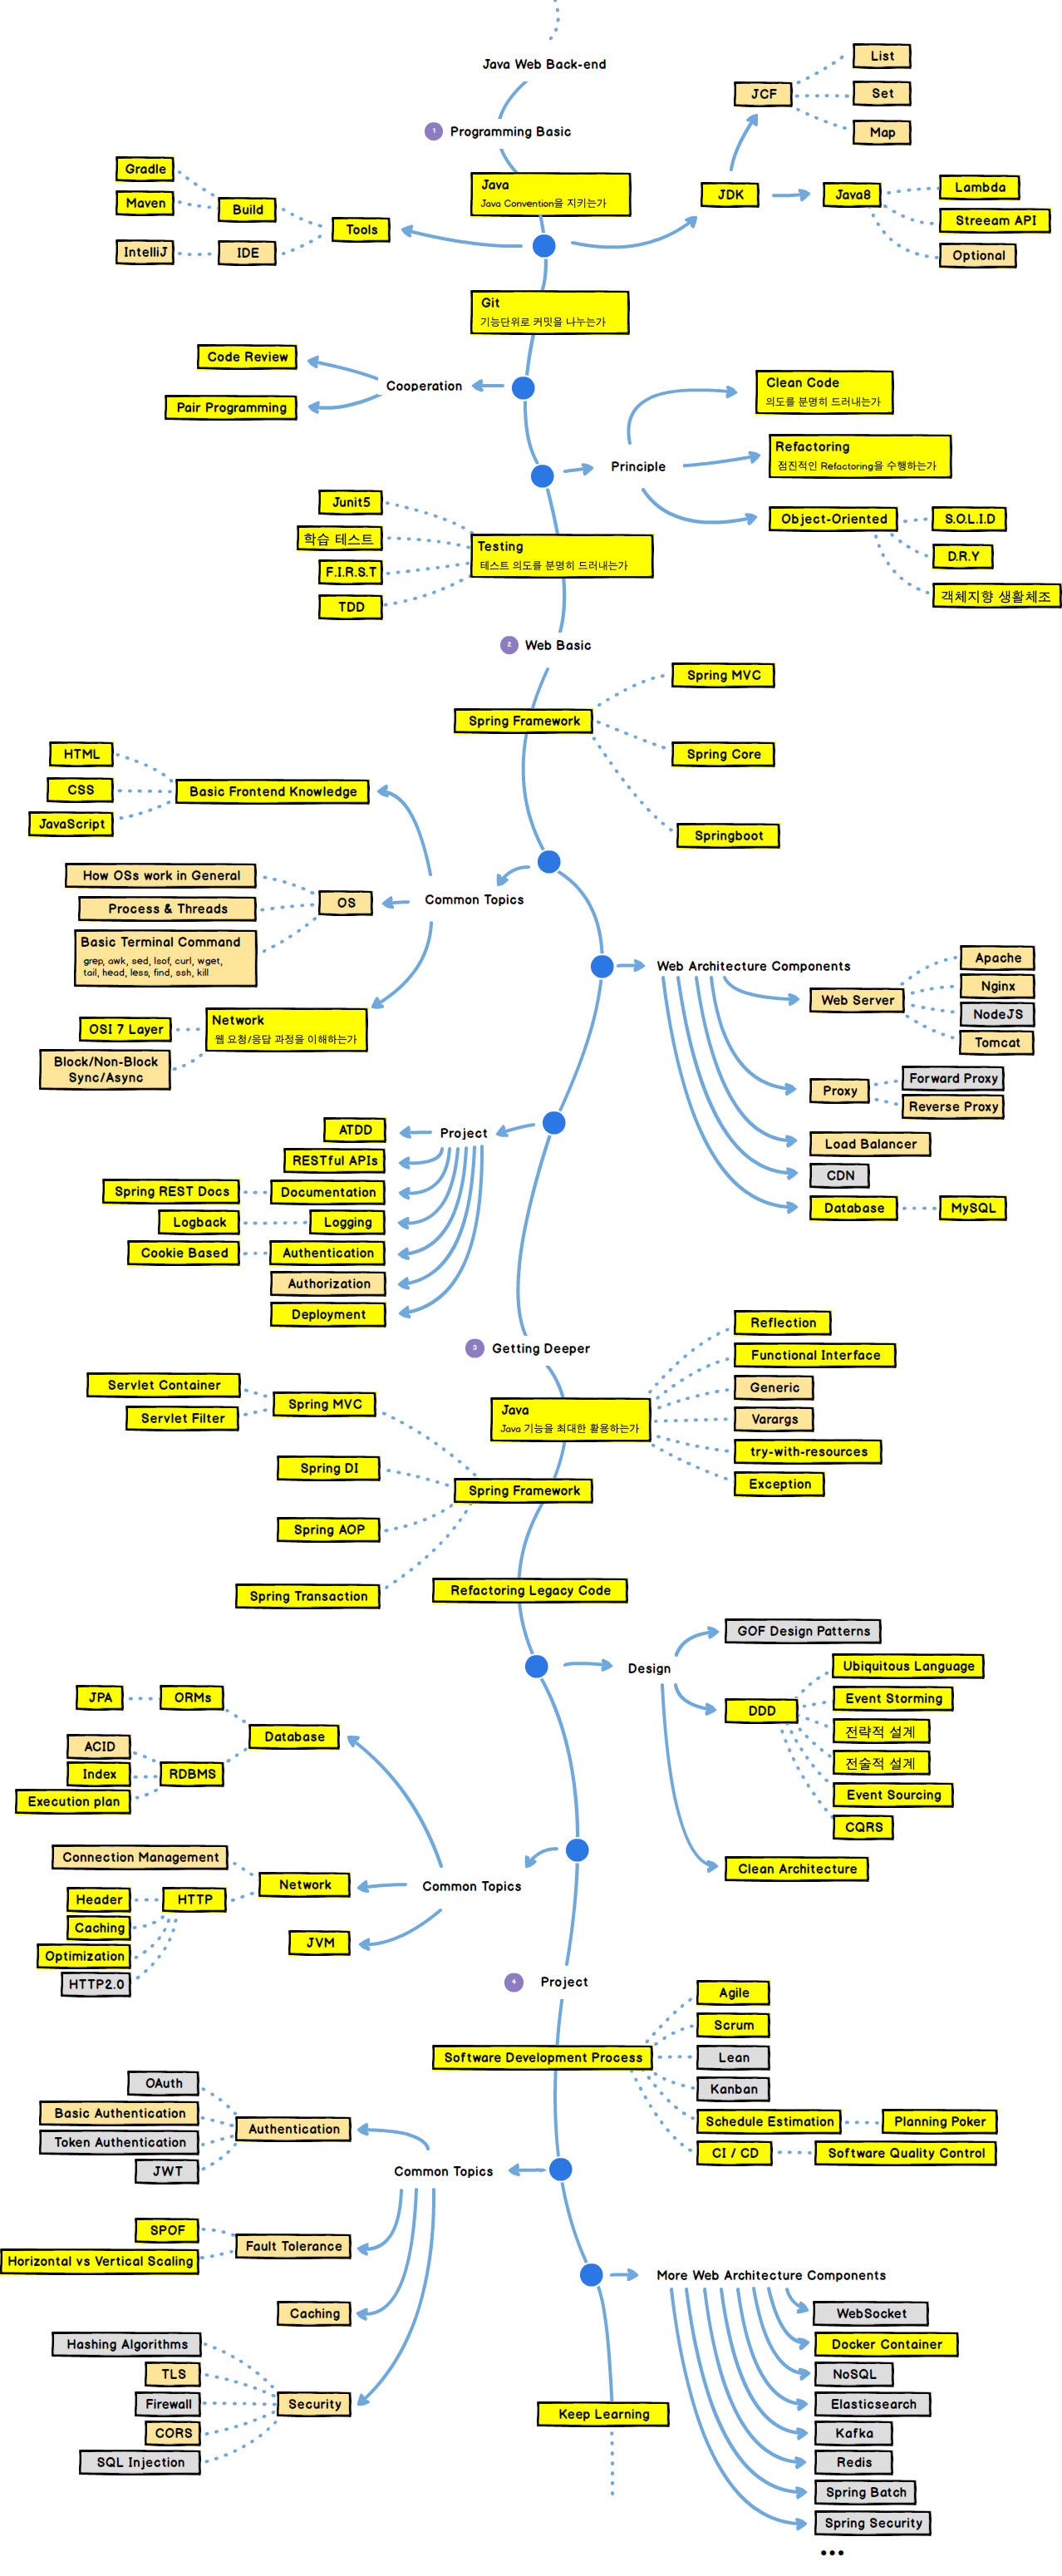 Java Web Back-end
1 Programming Basic
Java
Java Convention을 지키는가
JCF
List
Set
Map
JDK
Java8
Lambda
Streeam API
Optional
Tools
Build
Gradle
Maven
IDE
IntelliJ
Git
기능단위로 커밋을 나누는가
Cooperation
Code Review
Pair Programming
Principle
Clean Code
의도를 분명히 드러내는가
Refactoring
점진적인 Refactoring을 수행하는가
Object-Oriented
S.O.L.I.D
D.R.Y
객체지향 생활체조
Testing
테스트 의도를 분명히 드러내는가
Junit5
학습 테스트
F.I.R.S.T
TDD
2 Web Basic
Spring Framework
Spring MVC
Spring Core
Springboot
Common Topics
Basic Frontend Knowledge
HTML
CSS
JavaScript
OS
How OSs work in General
Process & Threads
Basic Terminal Command
grep, awk, sed, lsof, curl, wget,
tail, head, less, find, ssh, kill
Network
웹 요청/응답 과정을 이해하는가
OSI 7 Layer
Block/Non-Block
Sync/Async
Web Architecture Components
Web Server
Apache
Nginx
NodeJS
Tomcat
Proxy
Forward Proxy
Reverse Proxy
Load Balancer
CDN
Database
MySQL
Project
ATDD
RESTful APIs
Documentation
Spring REST Docs
Logging
Logback
Authentication
Cookie Based
Authorization
Deployment
3 Getting Deeper
Java
Java 기능을 최대한 활용하는가
Reflection
Functional Interface
Generic
Varargs
try-with-resources
Exception
Spring Framework
Spring MVC
Servlet Container
Servlet Filter
Spring DI
Spring AOP
Spring Transaction
Refactoring Legacy Code
Design
GOF Design Patterns
DDD
Ubiquitous Language
Event Storming
전략적 설계
전술적 설계
Event Sourcing
CQRS
Clean Architecture
Common Topics
Database
ORMs
JPA
RDBMS
ACID
Index
Execution plan
Network
Connection Management
HTTP
Header
Caching
Optimization
HTTP2.0
JVM
4 Project
Software Development Process
Agile
Scrum
Lean
Kanban
Schedule Estimation
Planning Poker
CI / CD
Software Quality Control
Common Topics
Authentication
OAuth
Basic Authentication
Token Authentication
JWT
Fault Tolerance
SPOF
Horizontal vs Vertical Scaling
Caching
Security
Hashing Algorithms
TLS
Firewall
CORS
SQL Injection
More Web Architecture Components
WebSocket
Docker Container
NoSQL
Elasticsearch
Kafka
Redis
Spring Batch
Spring Security
•••
Keep Learning